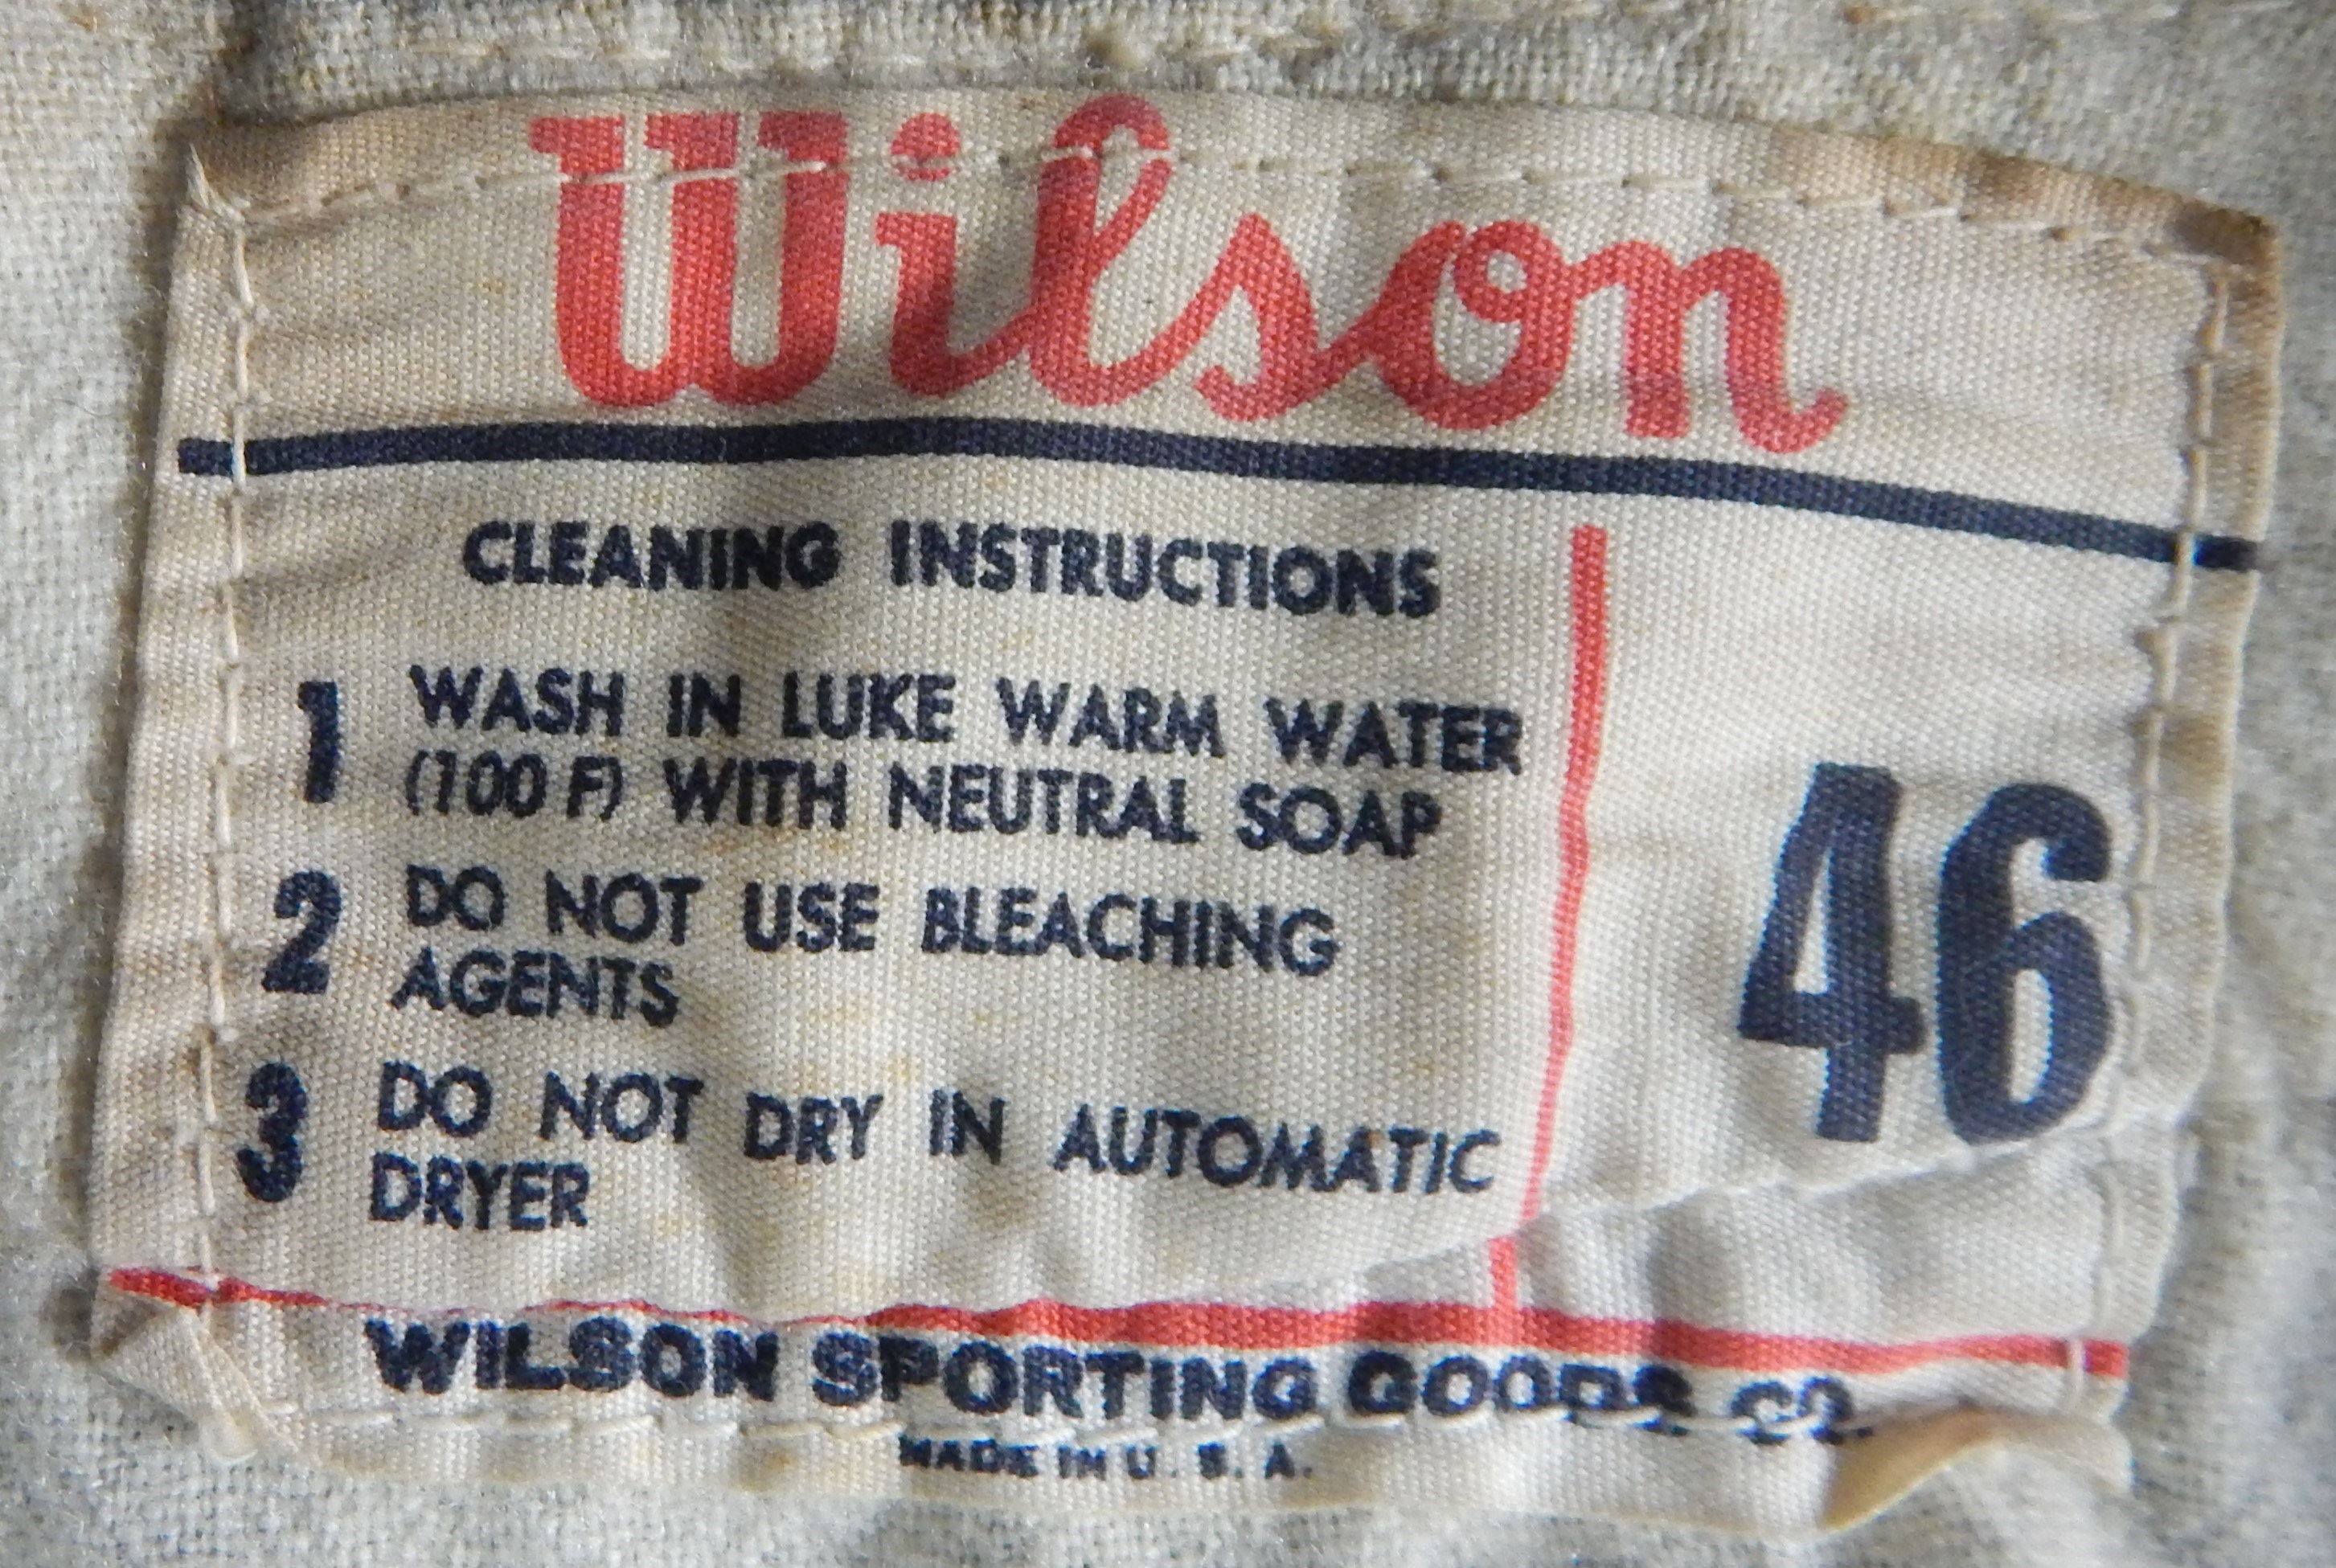 Wilson
CLEANING INSTRUCTIONS
1 WASH IN LUKE WARM WATER
(100 F) WITH NEUTRAL SOAP
2 DO NOT USE BLEACHING
AGENTS
3 DO NOT DRY IN AUTOMATIC
DRYER
46
WILSON SPORTING GOODS CO.
MADE IN U.S.A.